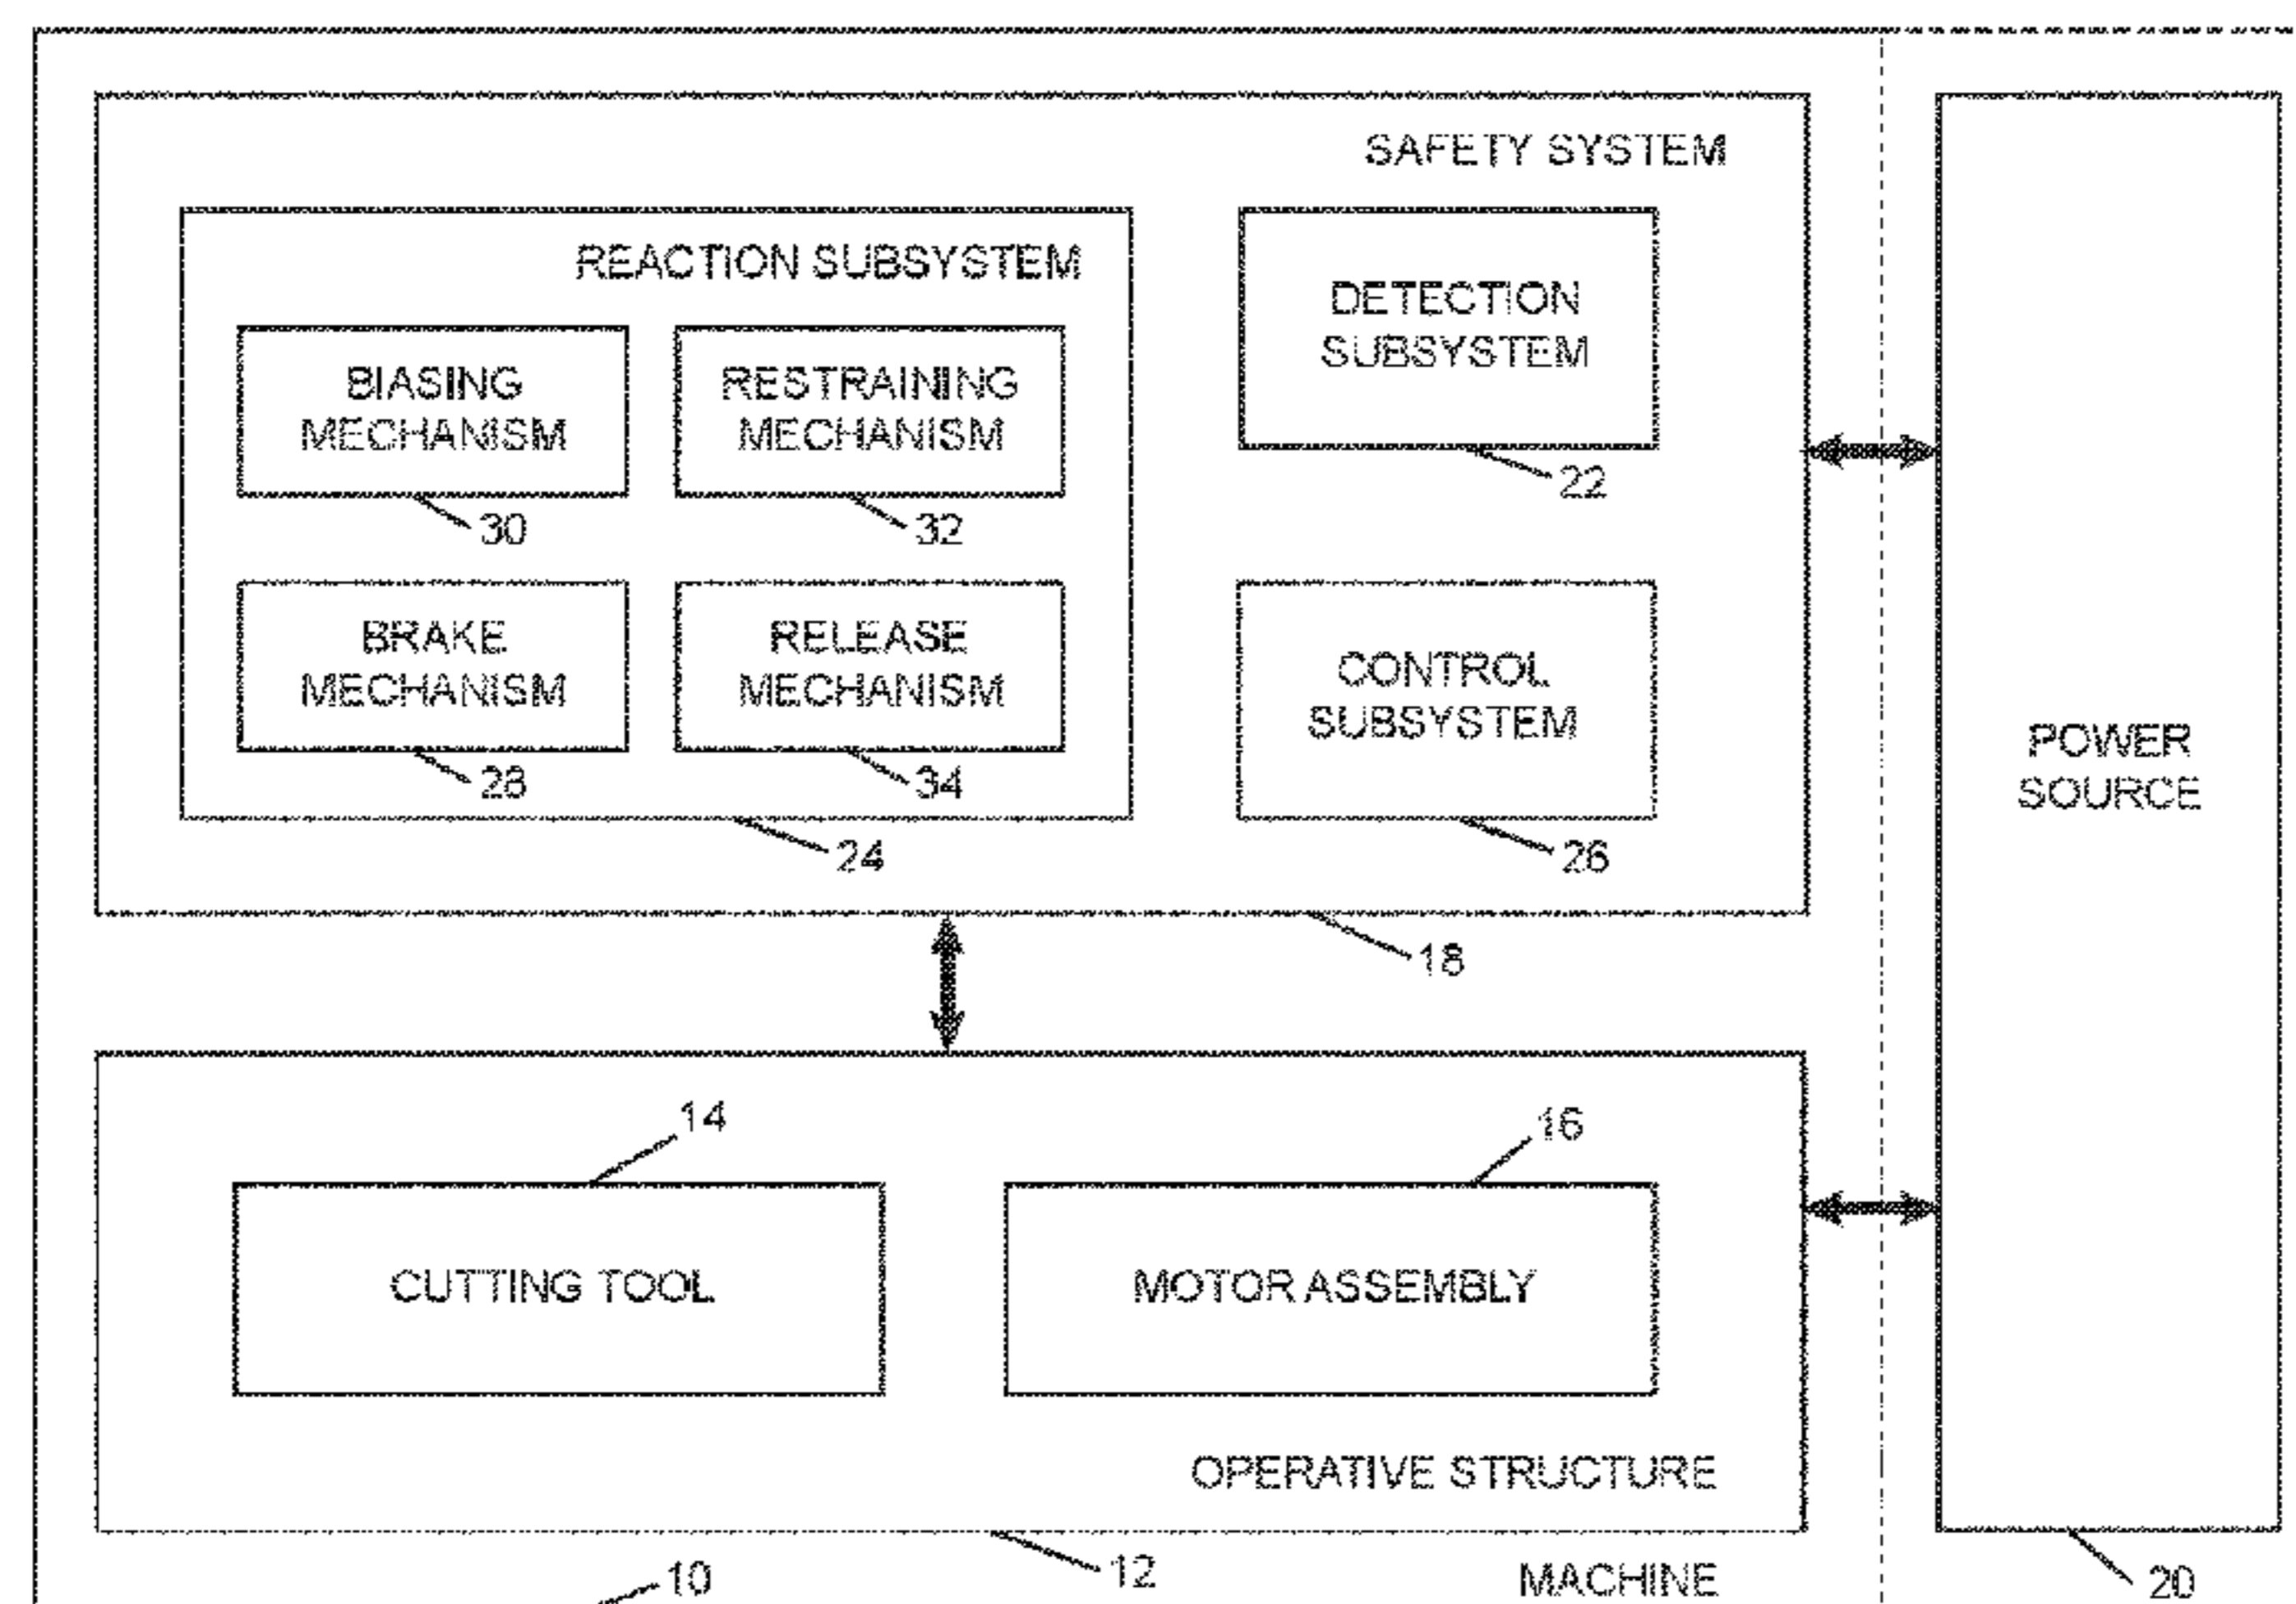 SAFETY SYSTEM
REACTION SUBSYSTEM
BIASING
MECHANISM
30
RESTRAINING
MECHANISM
32
DETECTION
SUBSYSTEM
22
BRAKE
MECHANISM
28
RELEASE
MECHANISM
34
CONTROL
SUBSYSTEM
26
24
18
POWER
SOURCE
14
16
CUTTING TOOL
MOTOR ASSEMBLY
OPERATIVE STRUCTURE
10
12
MACHINE
20